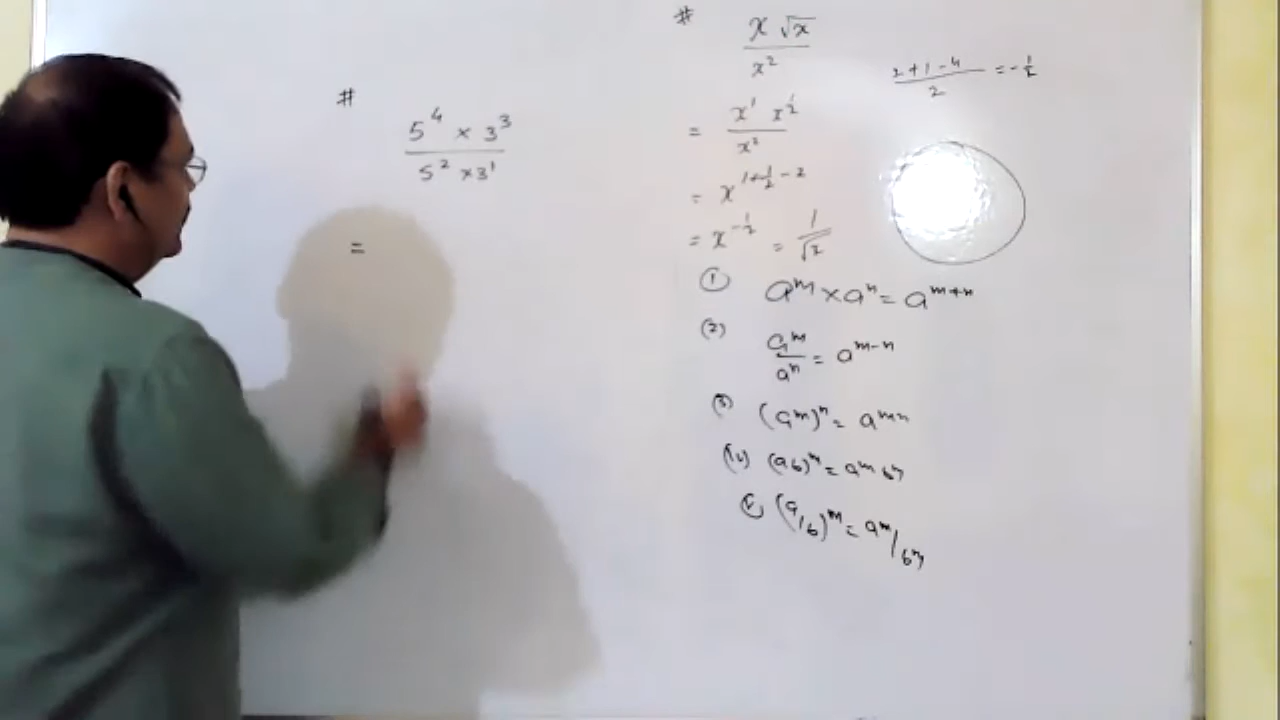 #
5⁴ × 3³
5² × 3¹
=
#
x √x
x²
= x¹ x^½
x²
= x^(1+½-2)
= x^(-½) = 1/√x
2+1-4
2
= -½
① aᵐ × aⁿ = aᵐ⁺ⁿ
(2) aᵐ/aⁿ = aᵐ⁻ⁿ
(3) (aᵐ)ⁿ = aᵐⁿ
(iv) (ab)ᵐ = aᵐ bᵐ
(v) (a/b)ᵐ = aᵐ/bᵐ